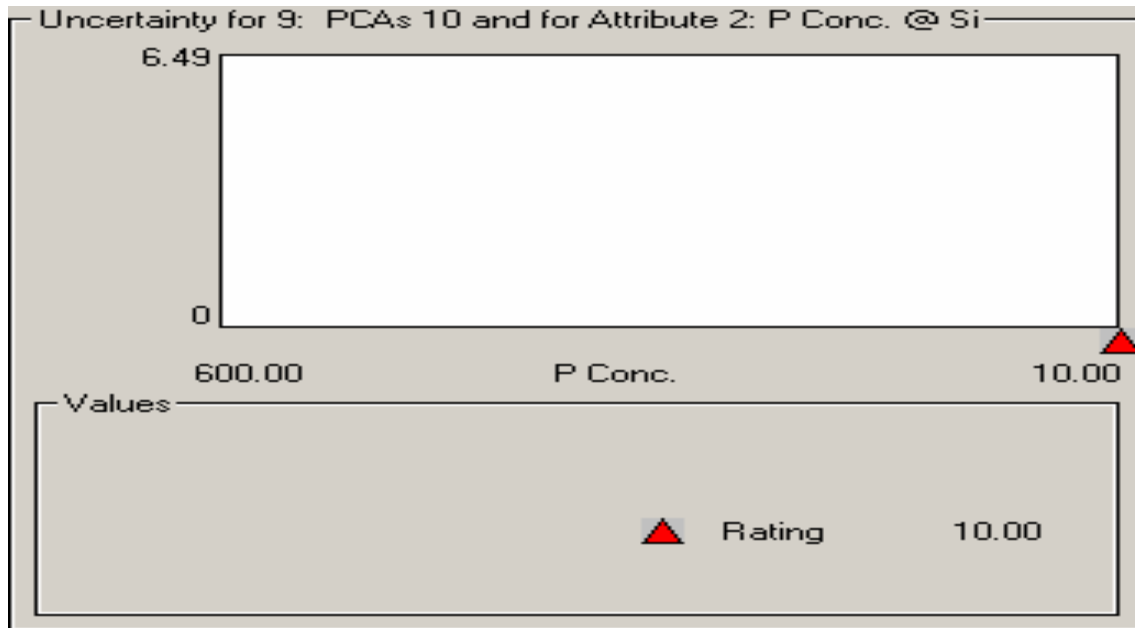 Uncertainty for 9: PCAs 10 and for Attribute 2: P Conc. @ Si
6.49
0
600.00 P Conc. 10.00
Values
Rating 10.00